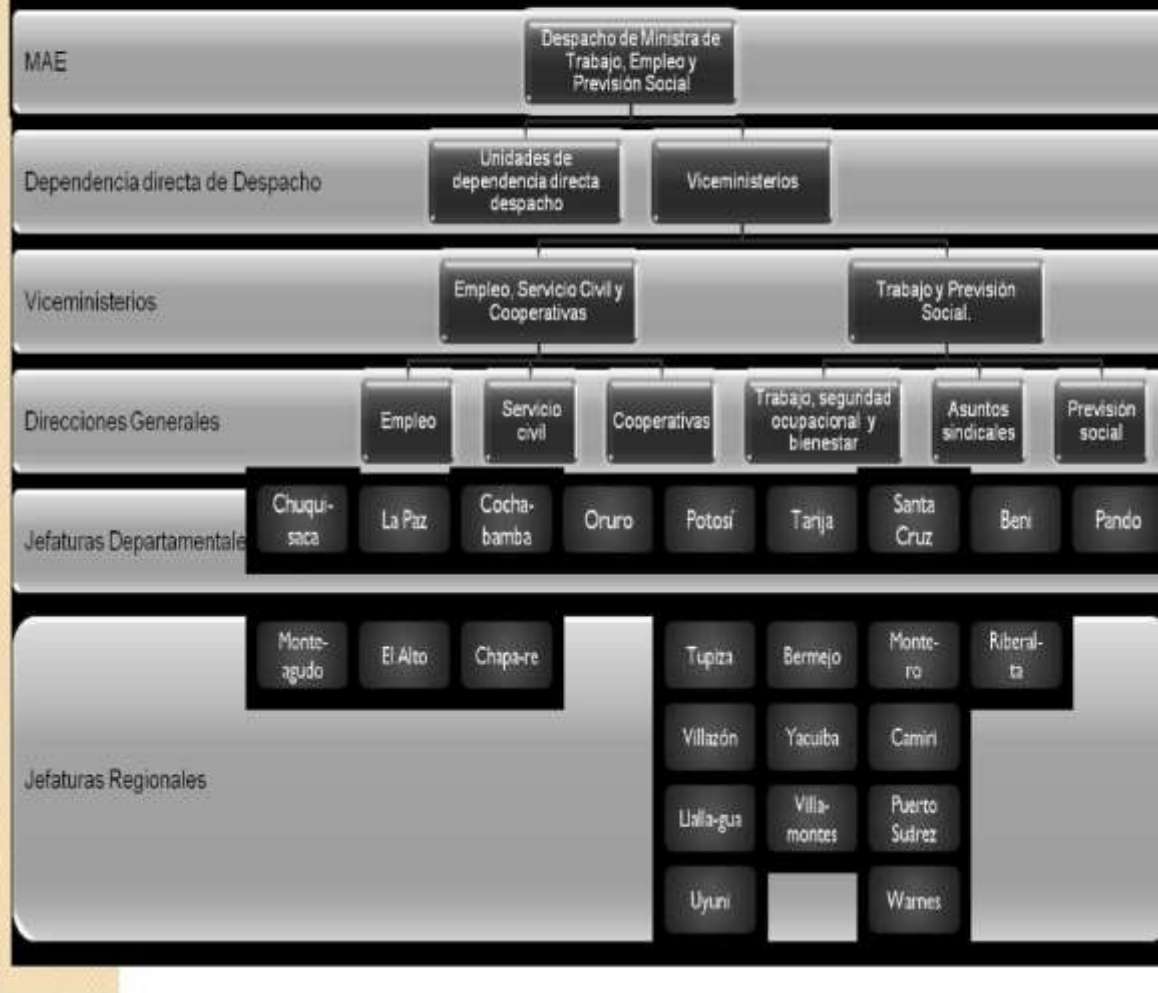 MAE
Despacho de Ministra de
Trabajo, Empleo y
Previsión Social
Dependencia directa de Despacho
Unidades de
dependencia directa
despacho
Viceministerios
Viceministerios
Empleo, Servicio Civil y
Cooperativas
Trabajo y Previsión
Social.
Direcciones Generales
Empleo
Servicio
civil
Cooperativas
Trabajo, seguridad
ocupacional y
bienestar
Asuntos
sindicales
Previsión
social
Jefaturas Departamentale
Chuqui-
saca
La Paz
Cocha-
bamba
Oruro
Potosí
Tarija
Santa
Cruz
Beni
Pando
Jefaturas Regionales
Monte-
agudo
El Alto
Chapa-re
Tupiza
Bermejo
Monte-
ro
Riberal-
ta
Villazón
Yacuiba
Camiri
Llalla-gua
Villa-
montes
Puerto
Suárez
Uyuni
Warnes